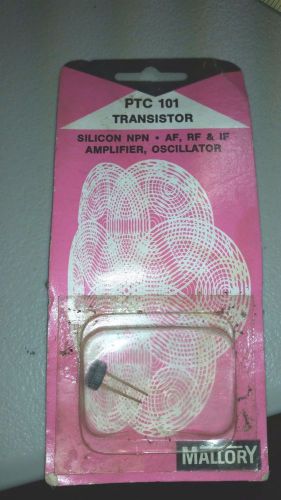 PTC 101
TRANSISTOR
SILICON NPN • AF, RF & IF
AMPLIFIER, OSCILLATOR
MALLORY